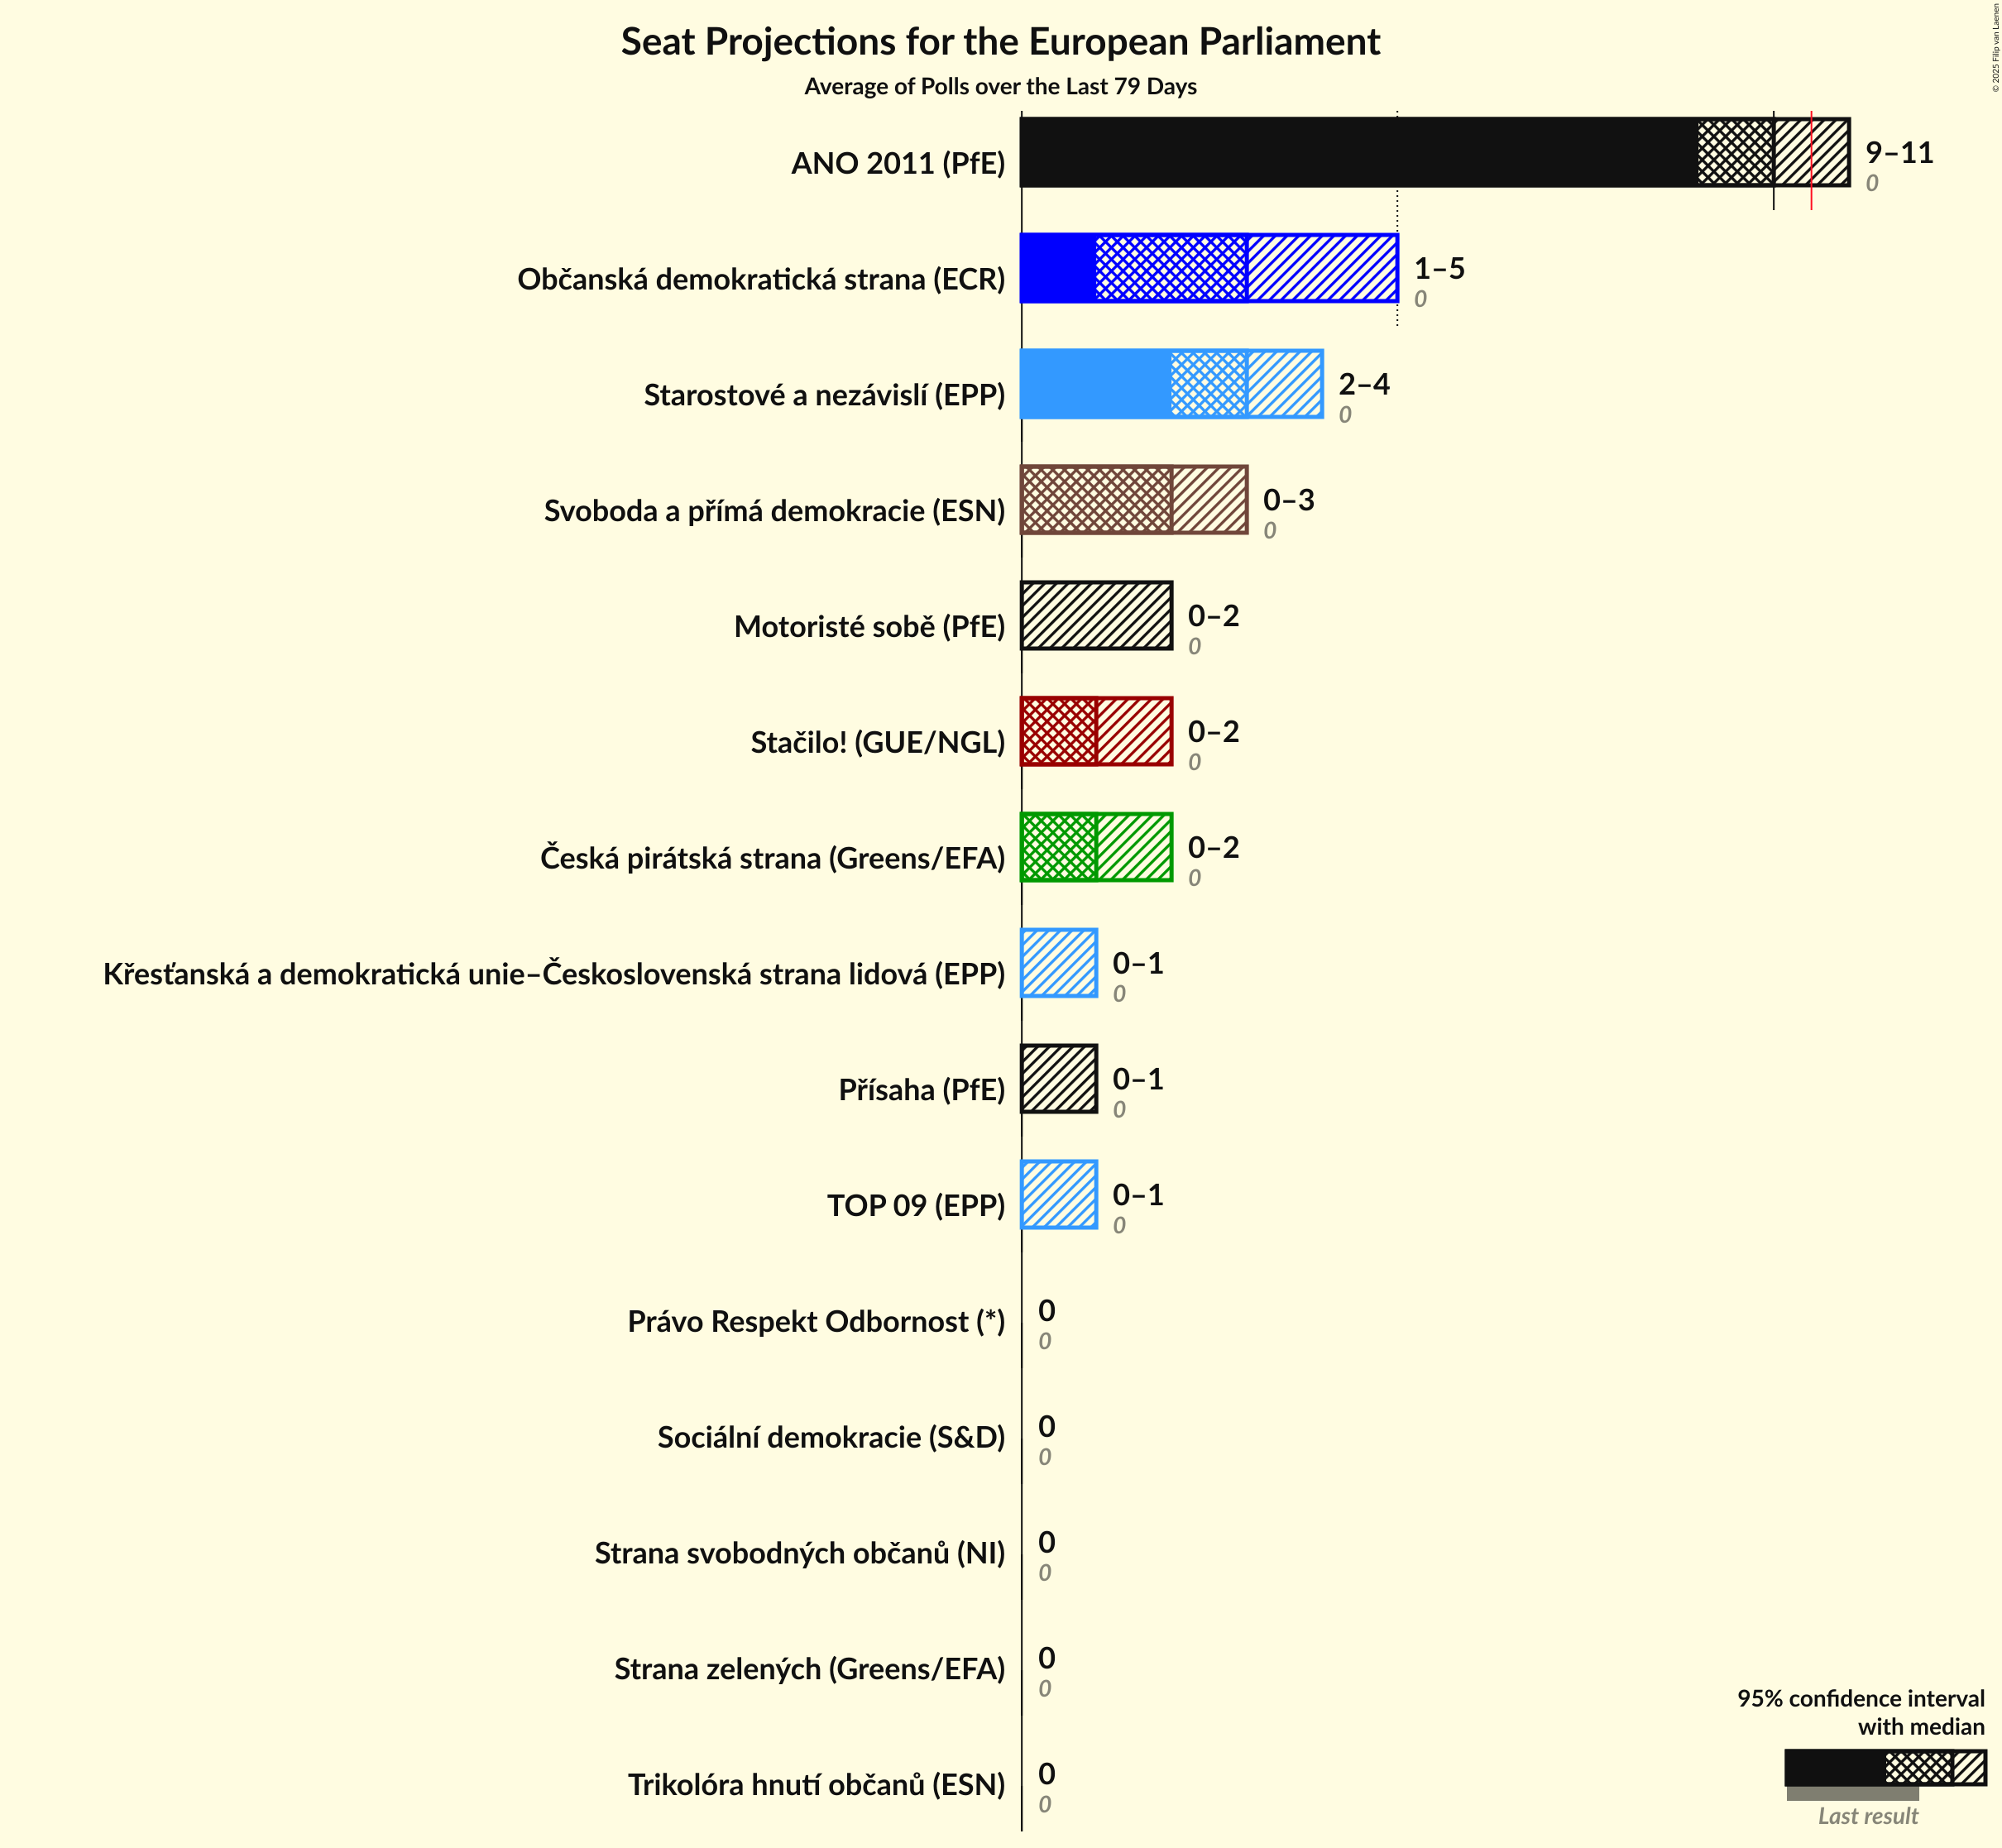 Seat Projections for the European Parliament
Average of Polls over the Last 79 Days
© 2025 Filip van Laenen
ANO 2011 (PfE)
9–11
0
Občanská demokratická strana (ECR)
1–5
0
Starostové a nezávislí (EPP)
2–4
0
Svoboda a přímá demokracie (ESN)
0–3
0
Motoristé sobě (PfE)
0–2
0
Stačilo! (GUE/NGL)
0–2
0
Česká pirátská strana (Greens/EFA)
0–2
0
Křesťanská a demokratická unie–Československá strana lidová (EPP)
0–1
0
Přísaha (PfE)
0–1
0
TOP 09 (EPP)
0–1
0
Právo Respekt Odbornost (*)
0
0
Sociální demokracie (S&D)
0
0
Strana svobodných občanů (NI)
0
0
Strana zelených (Greens/EFA)
0
0
Trikolóra hnutí občanů (ESN)
0
0
95% confidence interval
with median
Last result